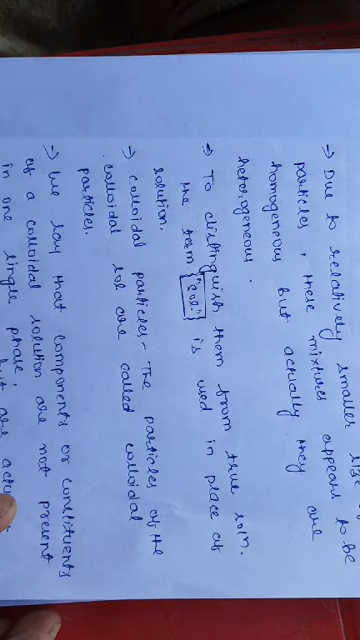 → Due to relatively smaller size
particles, these mixtures appears to be
homogeneous but actually they are
heterogeneous.
→ To distinguish them from true soln.
the term "sol" is used in place of
solution.
→ Colloidal particles- The particles of the
colloidal sol are called colloidal
particles.
→ We say that components or constituents
of a colloidal solution are not present
in one single phase, but are